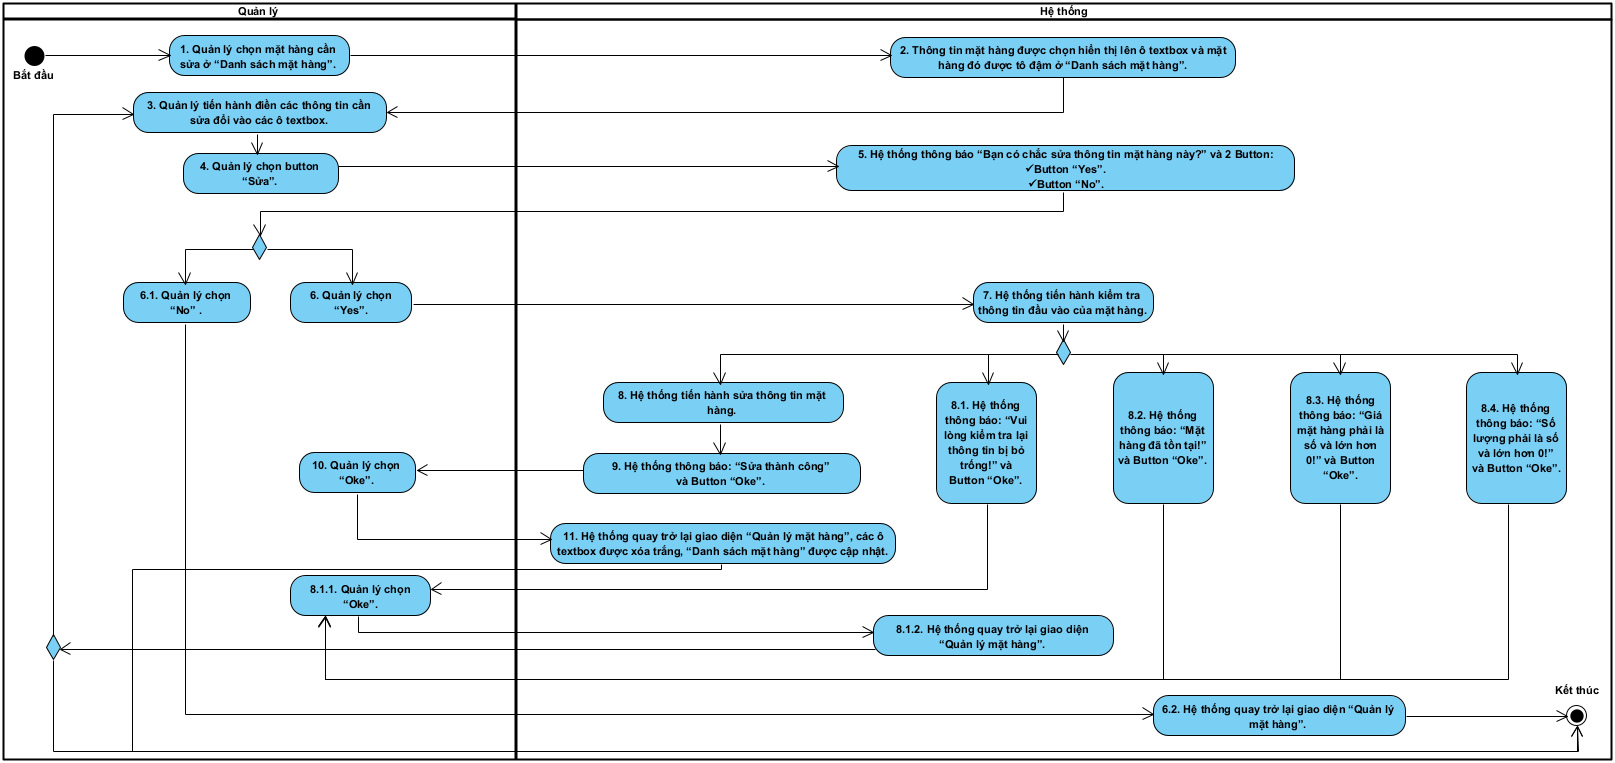 Quản lý
Hệ thống
Bắt đầu
1. Quản lý chọn mặt hàng cần
sửa ở “Danh sách mặt hàng”.
2. Thông tin mặt hàng được chọn hiển thị lên ô textbox và mặt
hàng đó được tô đậm ở “Danh sách mặt hàng”.
3. Quản lý tiến hành điền các thông tin cần
sửa đổi vào các ô textbox.
4. Quản lý chọn button
“Sửa”.
5. Hệ thống thông báo “Bạn có chắc sửa thông tin mặt hàng này?” và 2 Button:
✓Button “Yes”.
✓Button “No”.
6.1. Quản lý chọn
“No” .
6. Quản lý chọn
“Yes”.
7. Hệ thống tiến hành kiểm tra
thông tin đầu vào của mặt hàng.
8. Hệ thống tiến hành sửa thông tin mặt
hàng.
8.1. Hệ thống
thông báo: “Vui
lòng kiểm tra lại
thông tin bị bỏ
trống!” và
Button “Oke”.
8.2. Hệ thống
thông báo: “Mặt
hàng đã tồn tại!”
và Button “Oke”.
8.3. Hệ thống
thông báo: “Giá
mặt hàng phải là
số và lớn hơn
0!” và Button
“Oke”.
8.4. Hệ thống
thông báo: “Số
lượng phải là số
và lớn hơn 0!”
và Button “Oke”.
10. Quản lý chọn
“Oke”.
9. Hệ thống thông báo: “Sửa thành công”
và Button “Oke”.
11. Hệ thống quay trở lại giao diện “Quản lý mặt hàng”, các ô
textbox được xóa trắng, “Danh sách mặt hàng” được cập nhật.
8.1.1. Quản lý chọn
“Oke”.
8.1.2. Hệ thống quay trở lại giao diện
“Quản lý mặt hàng”.
Kết thúc
6.2. Hệ thống quay trở lại giao diện “Quản lý
mặt hàng”.